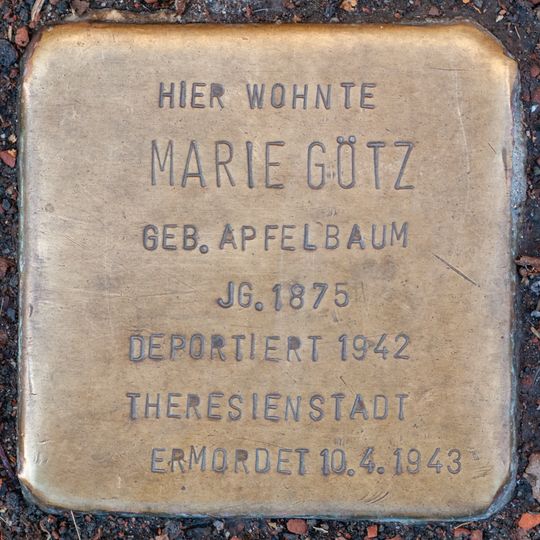 HIER WOHNTE
MARIE GÖTZ
GEB. APFELBAUM
JG. 1875
DEPORTIERT 1942
THERESIENSTADT
ERMORDET 10.4.1943